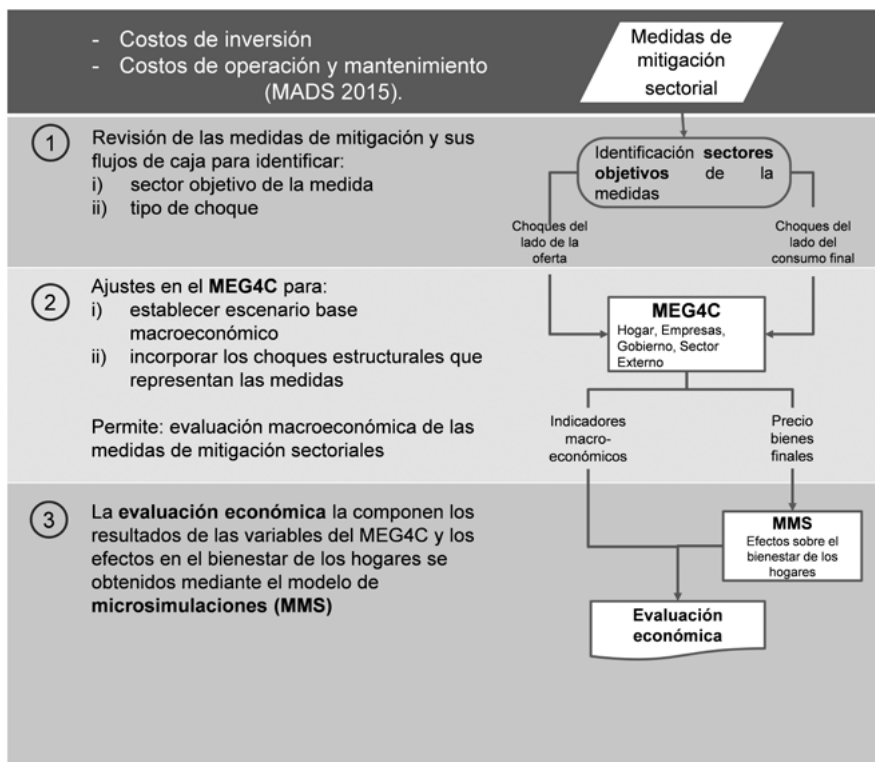 - Costos de inversión
- Costos de operación y mantenimiento
(MADS 2015).
Medidas de
mitigación
sectorial
1
Revisión de las medidas de mitigación y sus
flujos de caja para identificar:
i) sector objetivo de la medida
ii) tipo de choque
Identificación sectores
objetivos de la
medidas
Choques del
lado de la
oferta
Choques del
lado del
consumo final
2
Ajustes en el MEG4C para:
i) establecer escenario base
macroeconómico
ii) incorporar los choques estructurales que
representan las medidas
Permite: evaluación macroeconómica de las
medidas de mitigación sectoriales
MEG4C
Hogar, Empresas,
Gobierno, Sector
Externo
Indicadores
macro-
económicos
Precio
bienes
finales
3
La evaluación económica la componen los
resultados de las variables del MEG4C y los
efectos en el bienestar de los hogares se
obtenidos mediante el modelo de
microsimulaciones (MMS)
MMS
Efectos sobre el
bienestar de los
hogares
Evaluación
económica